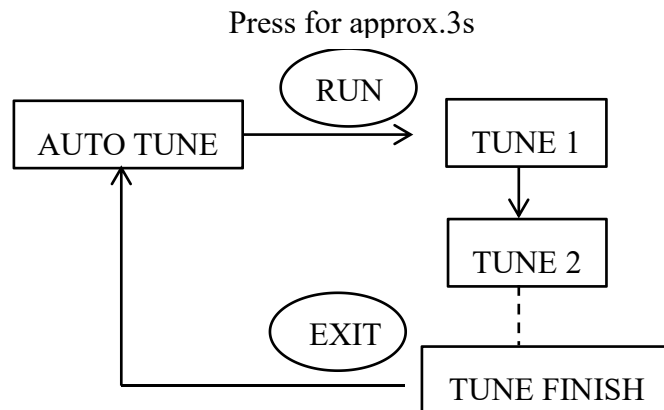 Press for approx.3s
RUN
AUTO TUNE
TUNE 1
TUNE 2
EXIT
TUNE FINISH